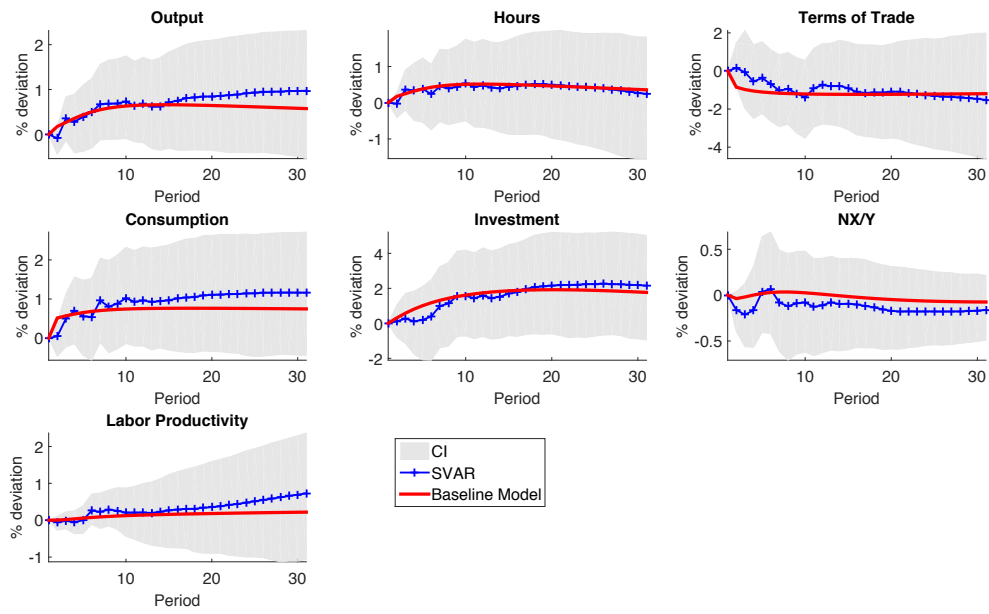 Output
% deviation
2
1
0
10
20
30
Period
Hours
% deviation
1
0
-1
10
20
30
Period
Terms of Trade
% deviation
2
0
-2
-4
10
20
30
Period
Consumption
% deviation
2
1
0
10
20
30
Period
Investment
% deviation
4
2
0
-2
10
20
30
Period
NX/Y
% deviation
0.5
0
-0.5
10
20
30
Period
Labor Productivity
% deviation
2
1
0
-1
10
20
30
Period
CI
SVAR
Baseline Model